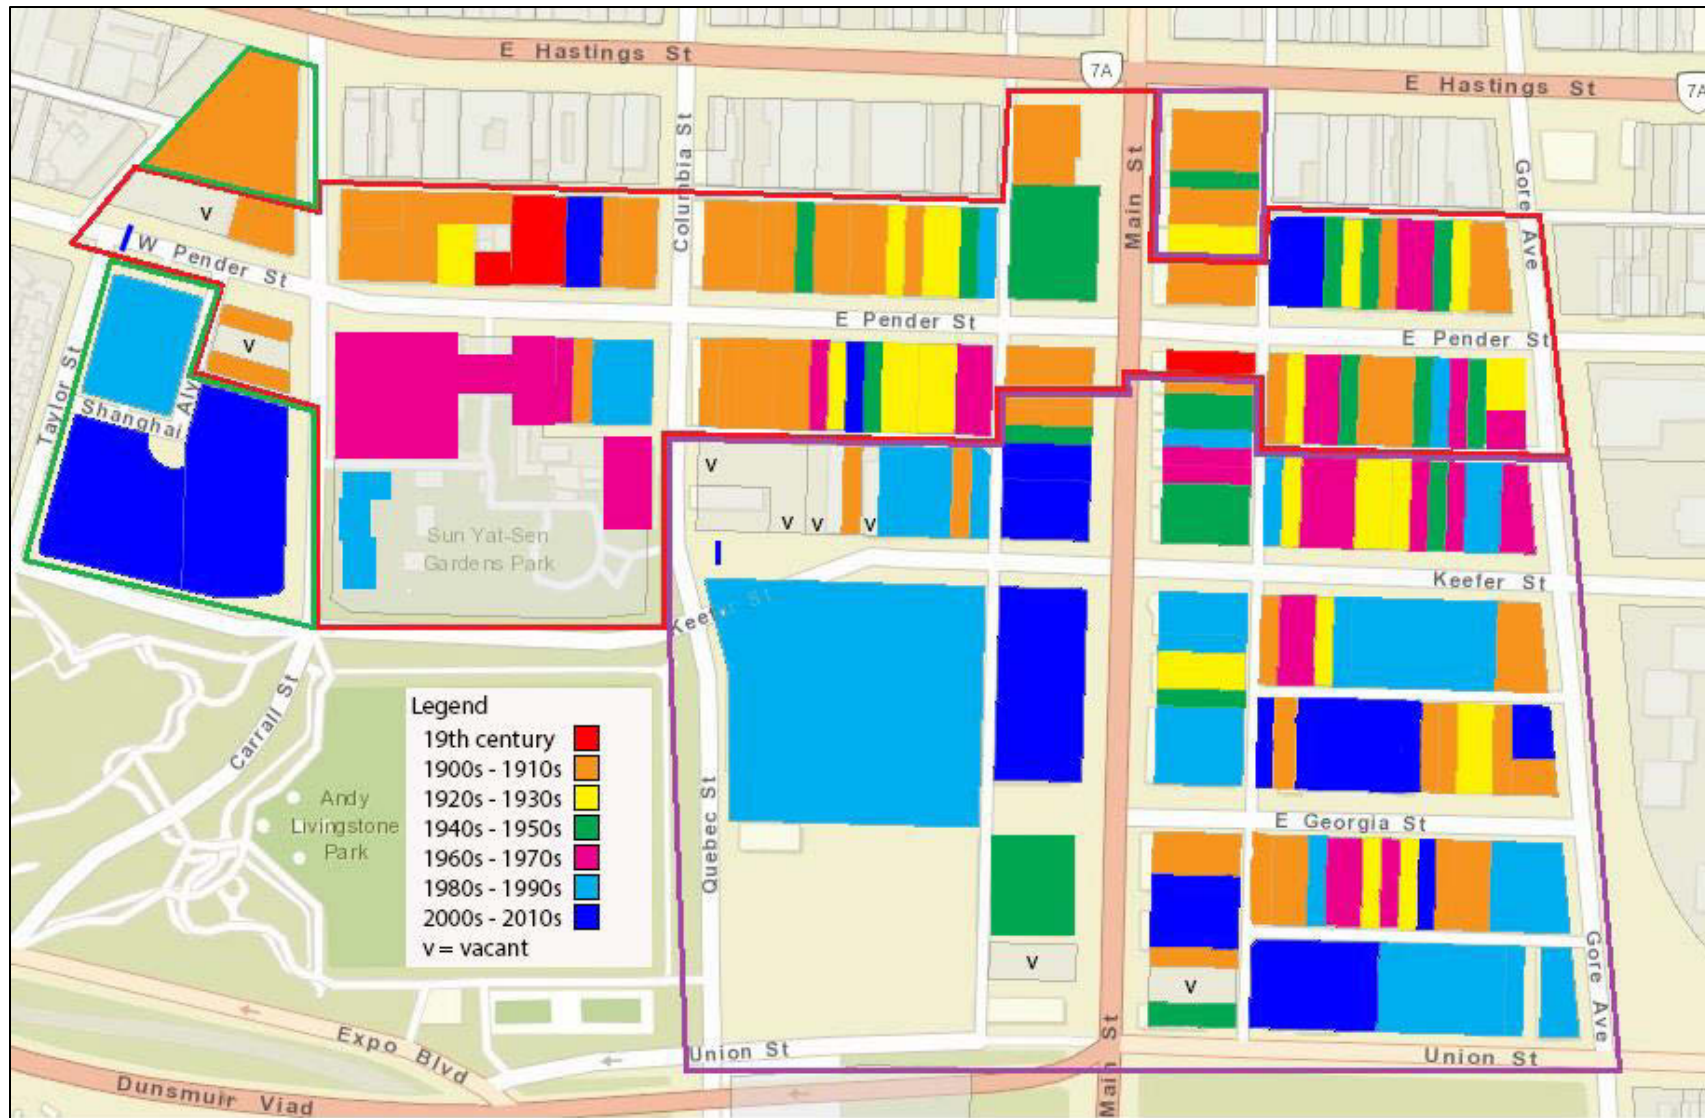 E Hastings St
7A
E Hastings St
7A
Columbia St
Main St
Gore Ave
V
W Pender St
E Pender St
E Pender St
V
Taylor St
Shanghai Aly
V
V V V
Sun Yat-Sen
Gardens Park
Keefer St
Keefer St
Carrall St
Legend
19th century
1900s - 1910s
1920s - 1930s
1940s - 1950s
1960s - 1970s
1980s - 1990s
2000s - 2010s
v = vacant
Andy
Livingstone
Park
Quebec St
E Georgia St
V
V
Gore Ave
Expo Blvd
Union St
Main St
Union St
Dunsmuir Viad